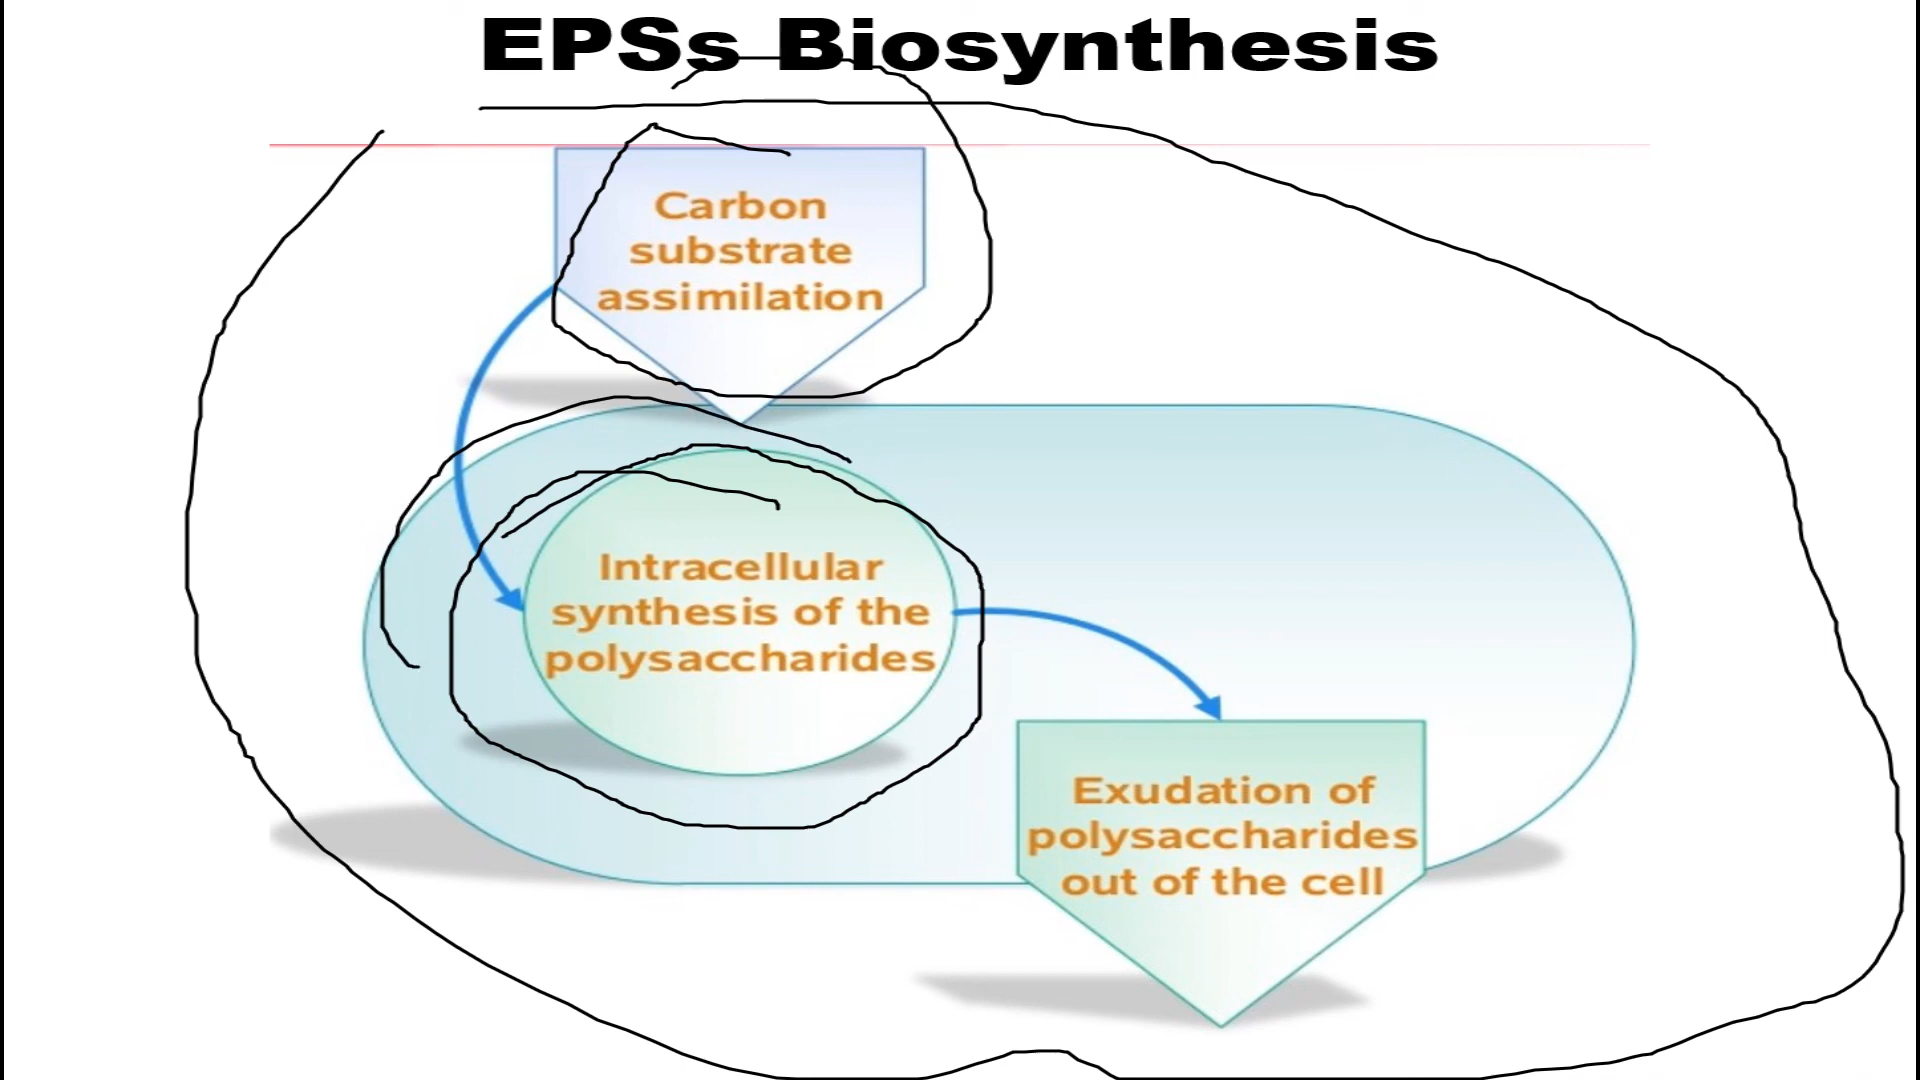 EPSs Biosynthesis
Carbon
substrate
assimilation
Intracellular
synthesis of the
polysaccharides
Exudation of
polysaccharides
out of the cell